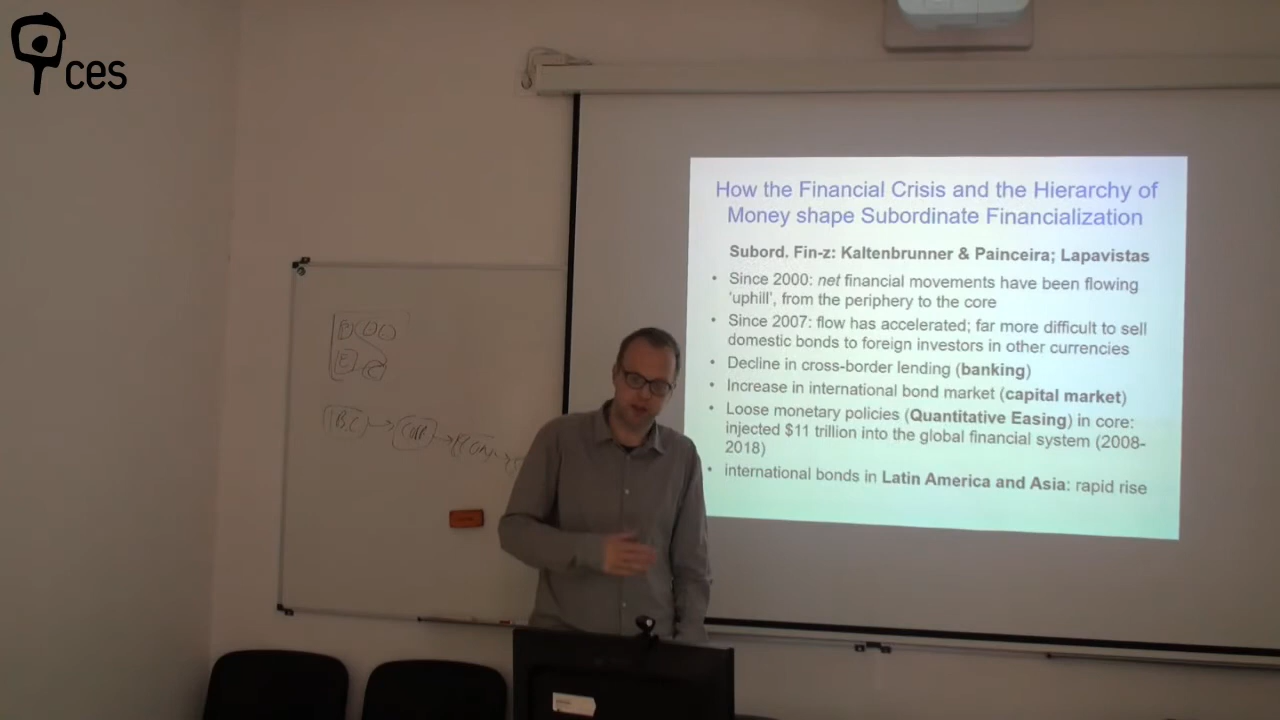 ces
How the Financial Crisis and the Hierarchy of
Money shape Subordinate Financialization
Subord. Fin-z: Kaltenbrunner & Painceira; Lapavistas
• Since 2000: net financial movements have been flowing
'uphill', from the periphery to the core
• Since 2007: flow has accelerated; far more difficult to sell
domestic bonds to foreign investors in other currencies
• Decline in cross-border lending (banking)
• Increase in international bond market (capital market)
• Loose monetary policies (Quantitative Easing) in core:
injected $11 trillion into the global financial system (2008-
2018)
• international bonds in Latin America and Asia: rapid rise